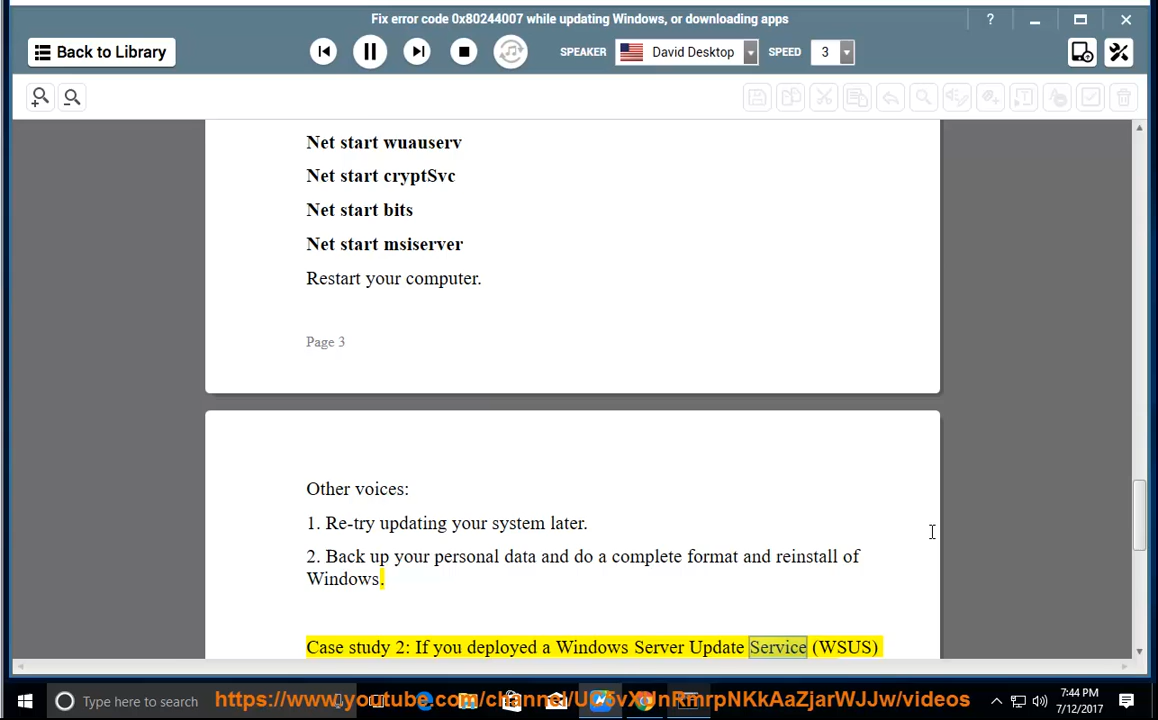 Fix error code 0x80244007 while updating Windows, or downloading apps
?
Back to Library
SPEAKER
David Desktop
SPEED
3
Net start wuauserv
Net start cryptSvc
Net start bits
Net start msiserver
Restart your computer.
Page 3
Other voices:
1. Re-try updating your system later.
2. Back up your personal data and do a complete format and reinstall of
Windows.
Case study 2: If you deployed a Windows Server Update Service (WSUS)
Type here to search
7:44 PM
7/12/2017